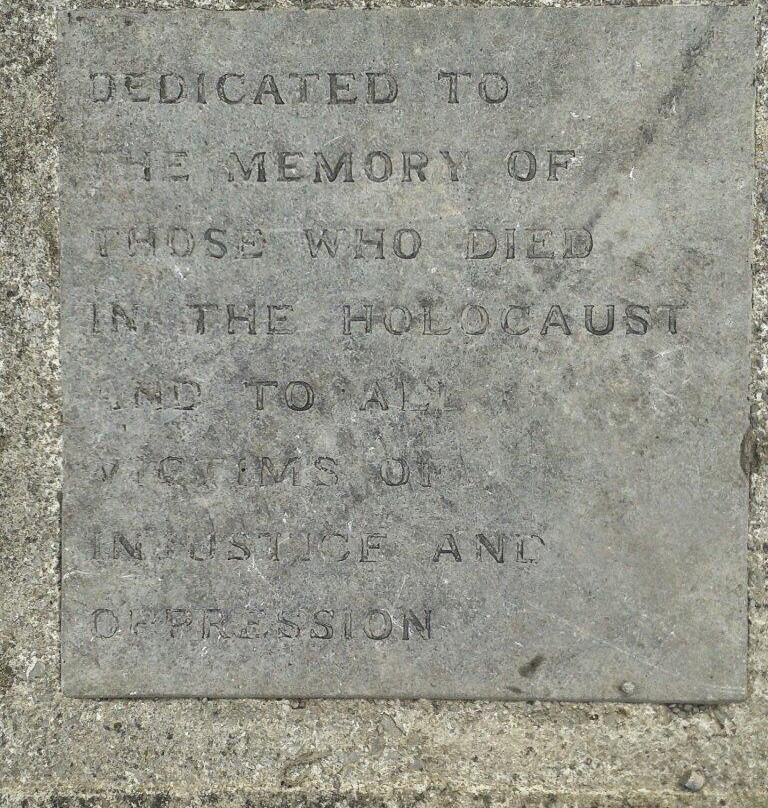 DEDICATED TO
THE MEMORY OF
THOSE WHO DIED
IN THE HOLOCAUST
AND TO ALL
VICTIMS OF
INJUSTICE AND
OPPRESSION